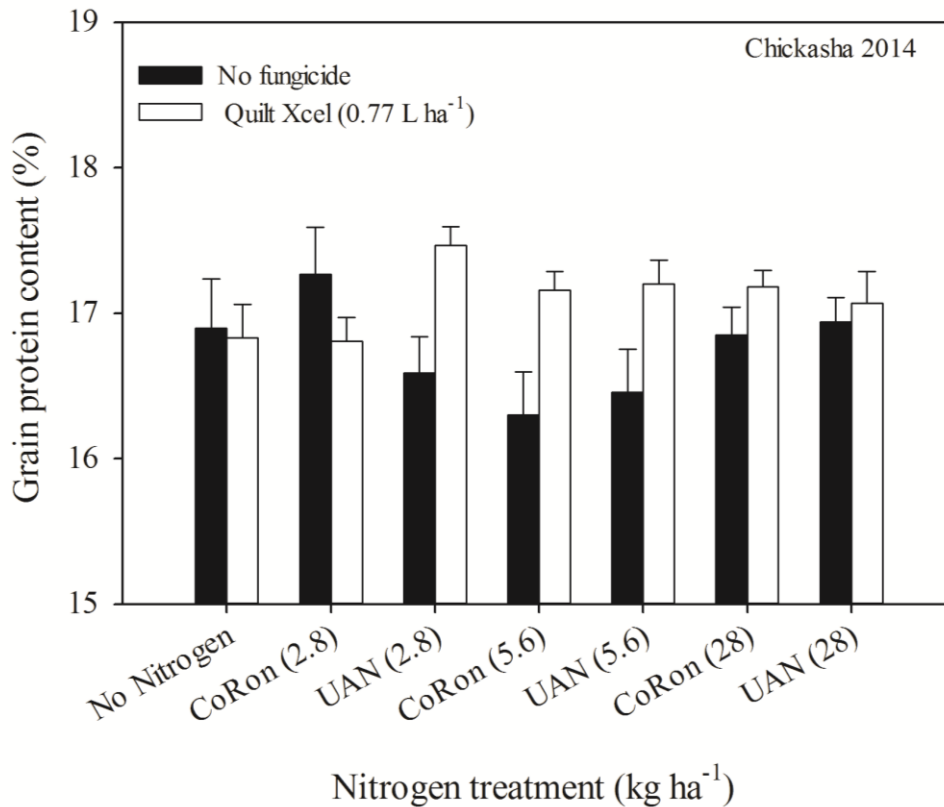 19
Chickasha 2014
No fungicide
Quilt Xcel (0.77 L ha⁻¹)
18
17
16
15
Grain protein content (%)
No Nitrogen
CoRon (2.8)
UAN (2.8)
CoRon (5.6)
UAN (5.6)
CoRon (28)
UAN (28)
Nitrogen treatment (kg ha⁻¹)